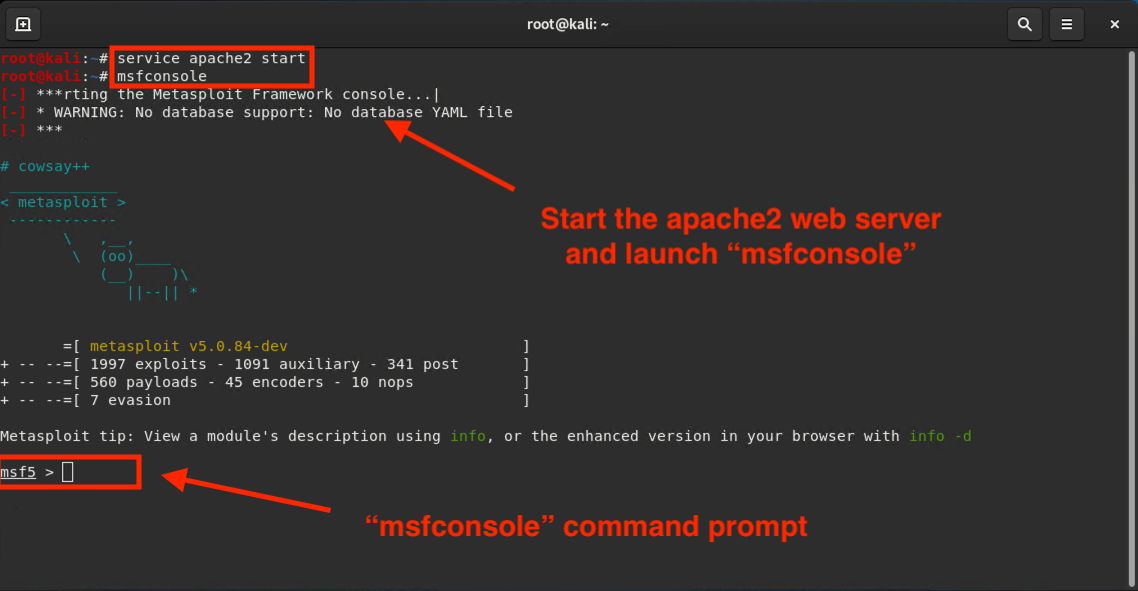 root@kali: ~
root@kali:~# service apache2 start
root@kali:~# msfconsole
[-] ***rting the Metasploit Framework console...|
[-] * WARNING: No database support: No database YAML file
[-] ***
# cowsay++
 ____________
< metasploit >
 ------------
       \   ,__,
        \  (oo)____
           (__)    )\
              ||--|| *
Start the apache2 web server
and launch “msfconsole”
       =[ metasploit v5.0.84-dev                          ]
+ -- --=[ 1997 exploits - 1091 auxiliary - 341 post       ]
+ -- --=[ 560 payloads - 45 encoders - 10 nops            ]
+ -- --=[ 7 evasion                                       ]
Metasploit tip: View a module's description using info, or the enhanced version in your browser with info -d
msf5 >
“msfconsole” command prompt